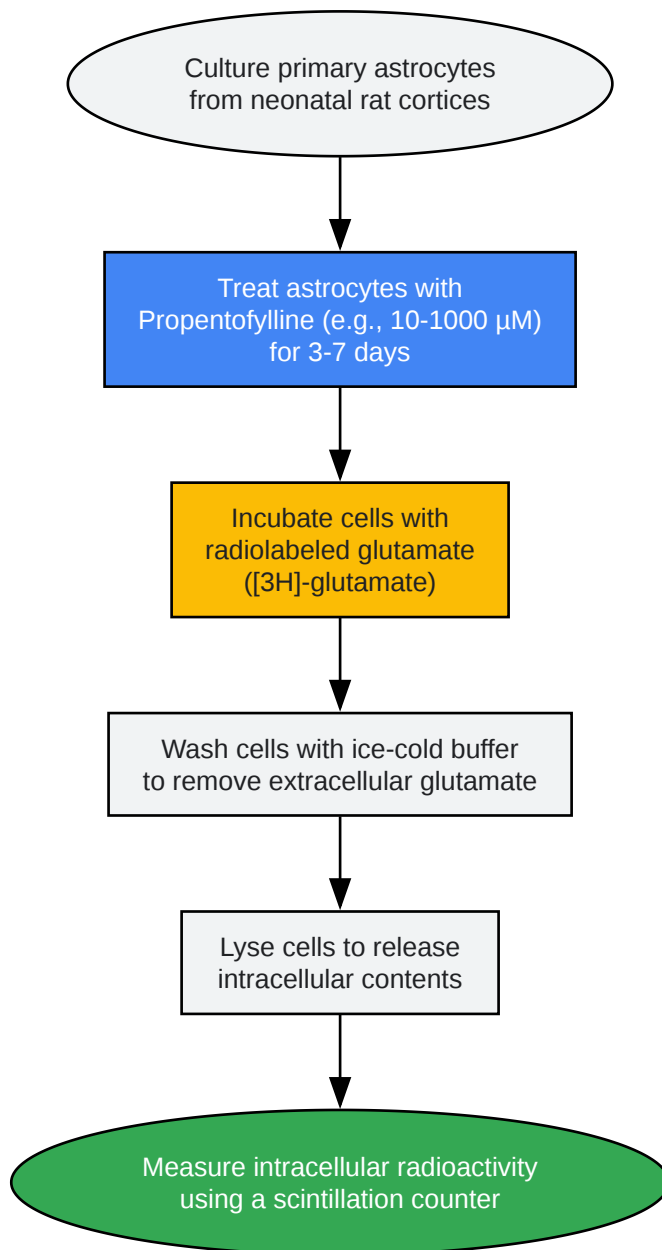 Culture primary astrocytes
from neonatal rat cortices
Treat astrocytes with
Propentofylline (e.g., 10-1000 µM)
for 3-7 days
Incubate cells with
radiolabeled glutamate
([3H]-glutamate)
Wash cells with ice-cold buffer
to remove extracellular glutamate
Lyse cells to release
intracellular contents
Measure intracellular radioactivity
using a scintillation counter